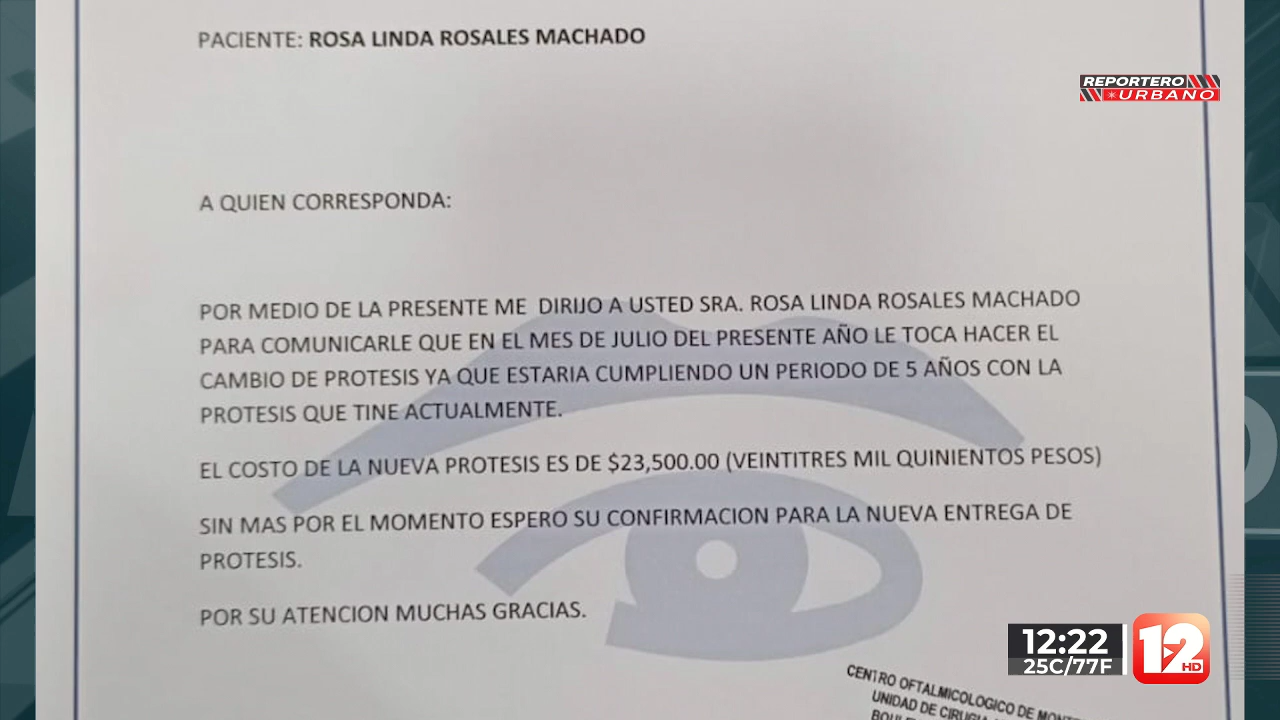 PACIENTE: ROSA LINDA ROSALES MACHADO
REPORTERO
URBANO
A QUIEN CORRESPONDA:
POR MEDIO DE LA PRESENTE ME DIRIJO A USTED SRA. ROSA LINDA ROSALES MACHADO
PARA COMUNICARLE QUE EN EL MES DE JULIO DEL PRESENTE AÑO LE TOCA HACER EL
CAMBIO DE PROTESIS YA QUE ESTARIA CUMPLIENDO UN PERIODO DE 5 AÑOS CON LA
PROTESIS QUE TINE ACTUALMENTE.
EL COSTO DE LA NUEVA PROTESIS ES DE $23,500.00 (VEINTITRES MIL QUINIENTOS PESOS)
SIN MAS POR EL MOMENTO ESPERO SU CONFIRMACION PARA LA NUEVA ENTREGA DE
PROTESIS.
POR SU ATENCION MUCHAS GRACIAS.
12:22
25C/77F
12
HD
CENTRO OFTALMICOLOGICO DE
UNIDAD DE CIRUGIA